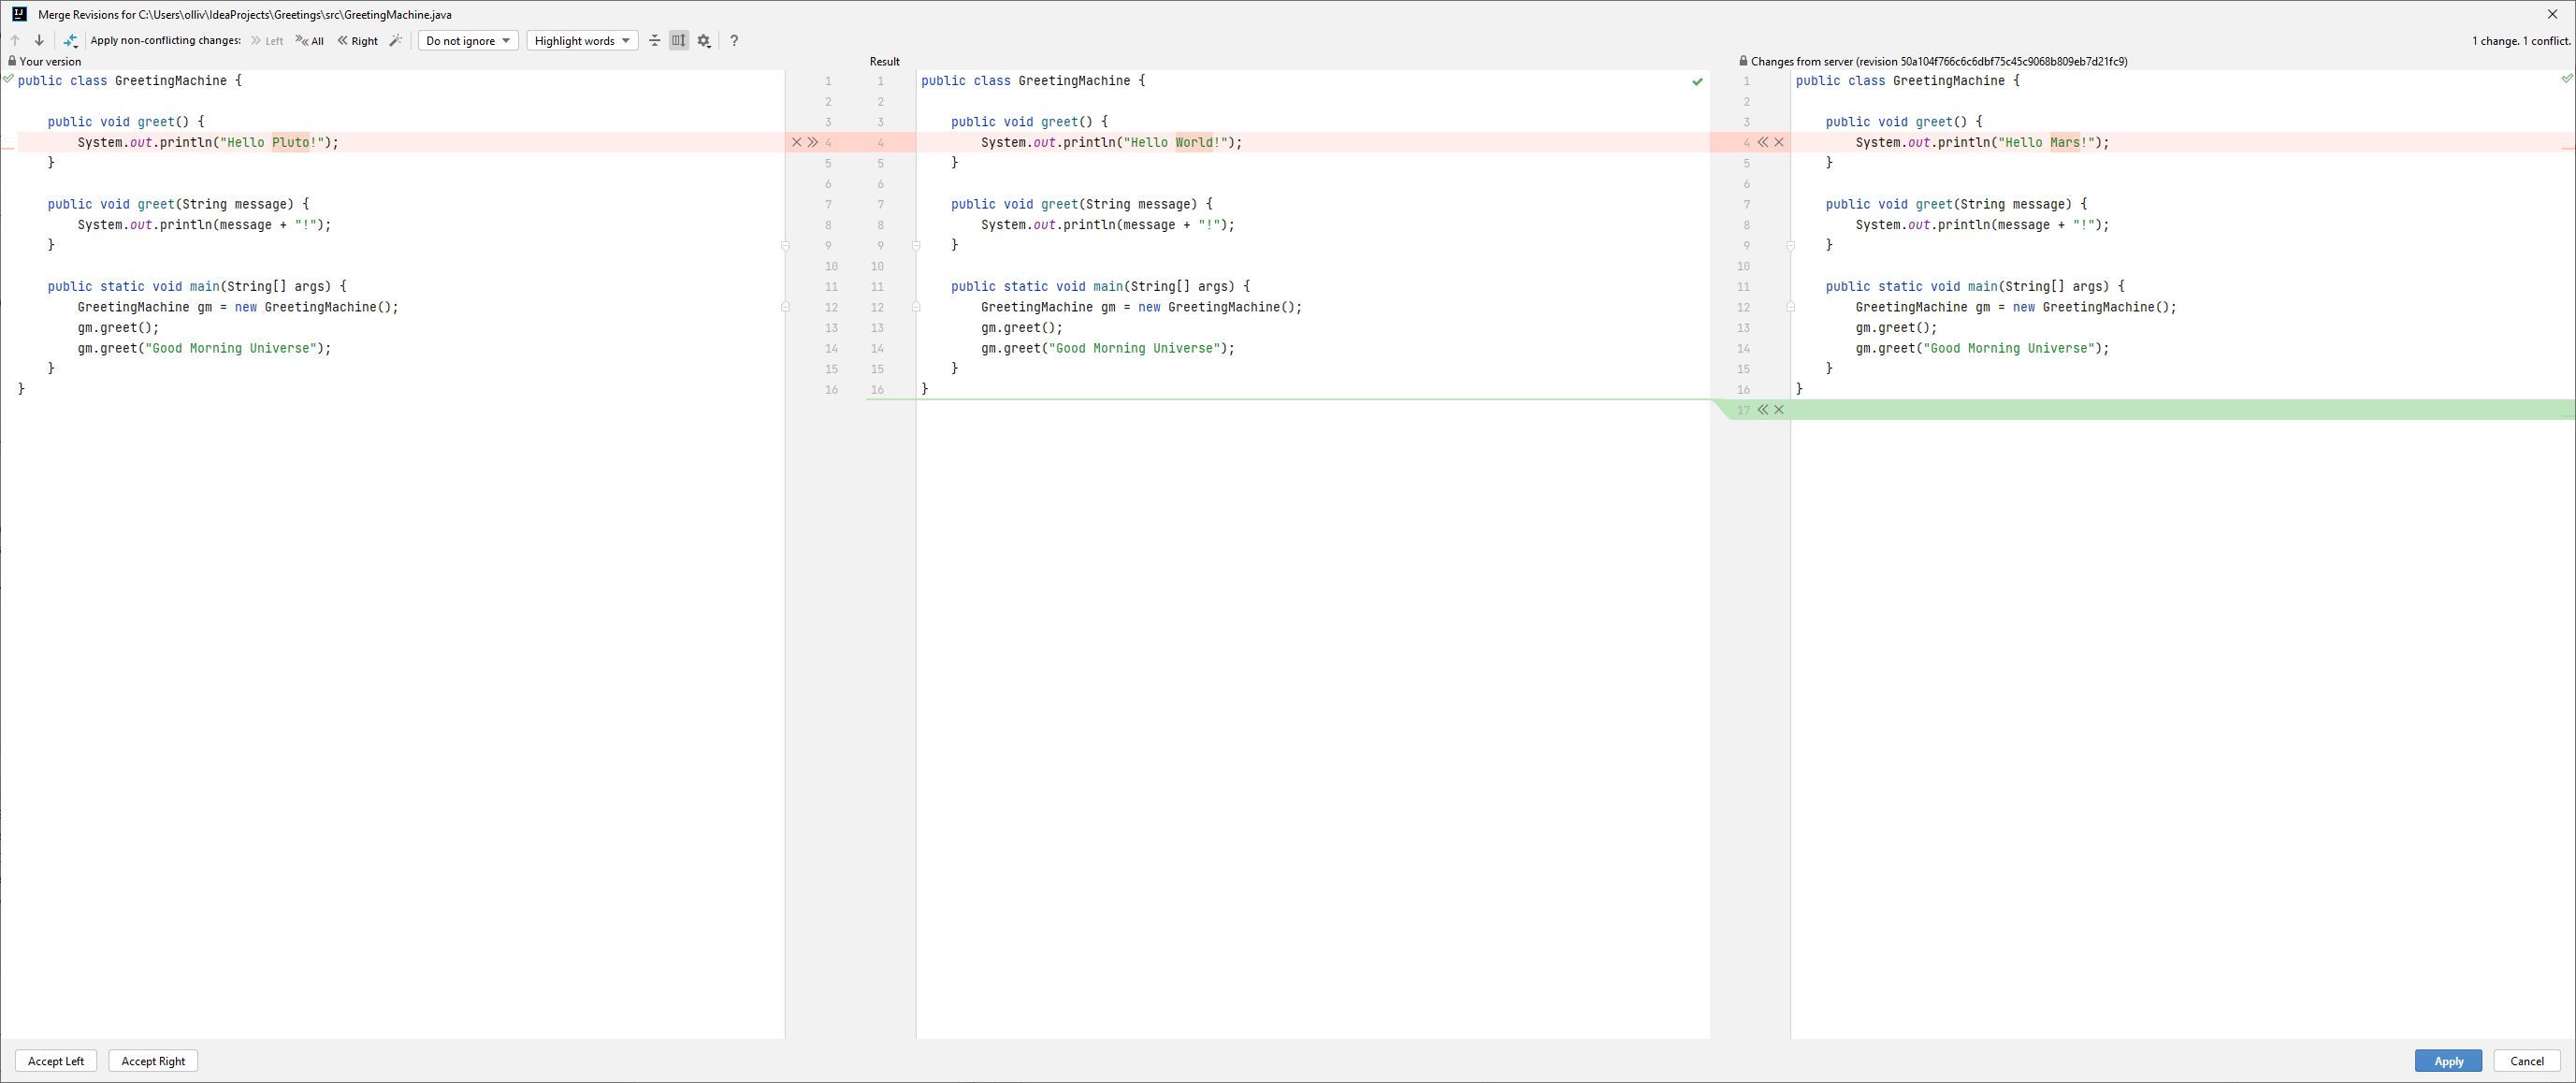 Merge Revisions for C:\Users\olliv\IdeaProjects\Greetings\src\GreetingMachine.java
Apply non-conflicting changes: Left All Right Do not ignore Highlight words ? 1 change. 1 conflict.
Your version
public class GreetingMachine {
public void greet() {
System.out.println("Hello Pluto!");
}
public void greet(String message) {
System.out.println(message + "!");
}
public static void main(String[] args) {
GreetingMachine gm = new GreetingMachine();
gm.greet();
gm.greet("Good Morning Universe");
}
}
1
2
3
4
5
6
7
8
9
10
11
12
13
14
15
16
Result
1 public class GreetingMachine {
2
3 public void greet() {
4 System.out.println("Hello World!");
5 }
6
7 public void greet(String message) {
8 System.out.println(message + "!");
9 }
10
11 public static void main(String[] args) {
12 GreetingMachine gm = new GreetingMachine();
13 gm.greet();
14 gm.greet("Good Morning Universe");
15 }
16 }
Changes from server (revision 50a104f766c6c6dbf75c45c9068b809eb7d21fc9)
1 public class GreetingMachine {
2
3 public void greet() {
4 System.out.println("Hello Mars!");
5 }
6
7 public void greet(String message) {
8 System.out.println(message + "!");
9 }
10
11 public static void main(String[] args) {
12 GreetingMachine gm = new GreetingMachine();
13 gm.greet();
14 gm.greet("Good Morning Universe");
15 }
16 }
17
Accept Left Accept Right Apply Cancel